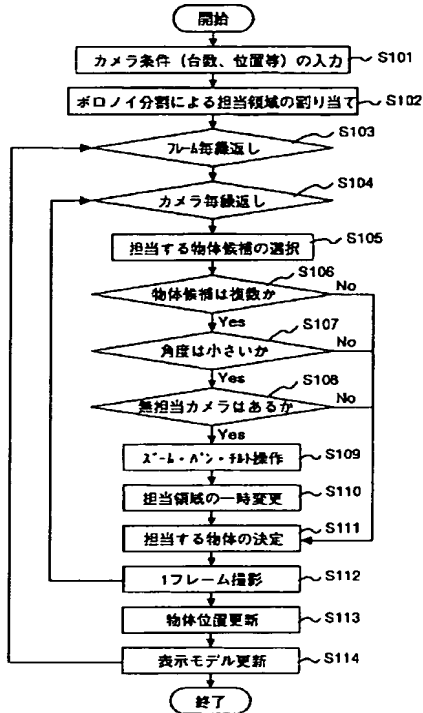 開始
カメラ条件（台数、位置等）の入力 S101
ボロノイ分割による担当領域の割り当て S102
S103
フレーム毎繰返し
S104
カメラ毎繰返し
担当する物体候補の選択 S105
S106
物体候補は複数か No
Yes S107
角度は小さいか No
Yes S108
無担当カメラはあるか No
Yes
ズーム・パン・チルト操作 S109
担当領域の一時変更 S110
担当する物体の決定 S111
1フレーム撮影 S112
物体位置更新 S113
表示モデル更新 S114
終了